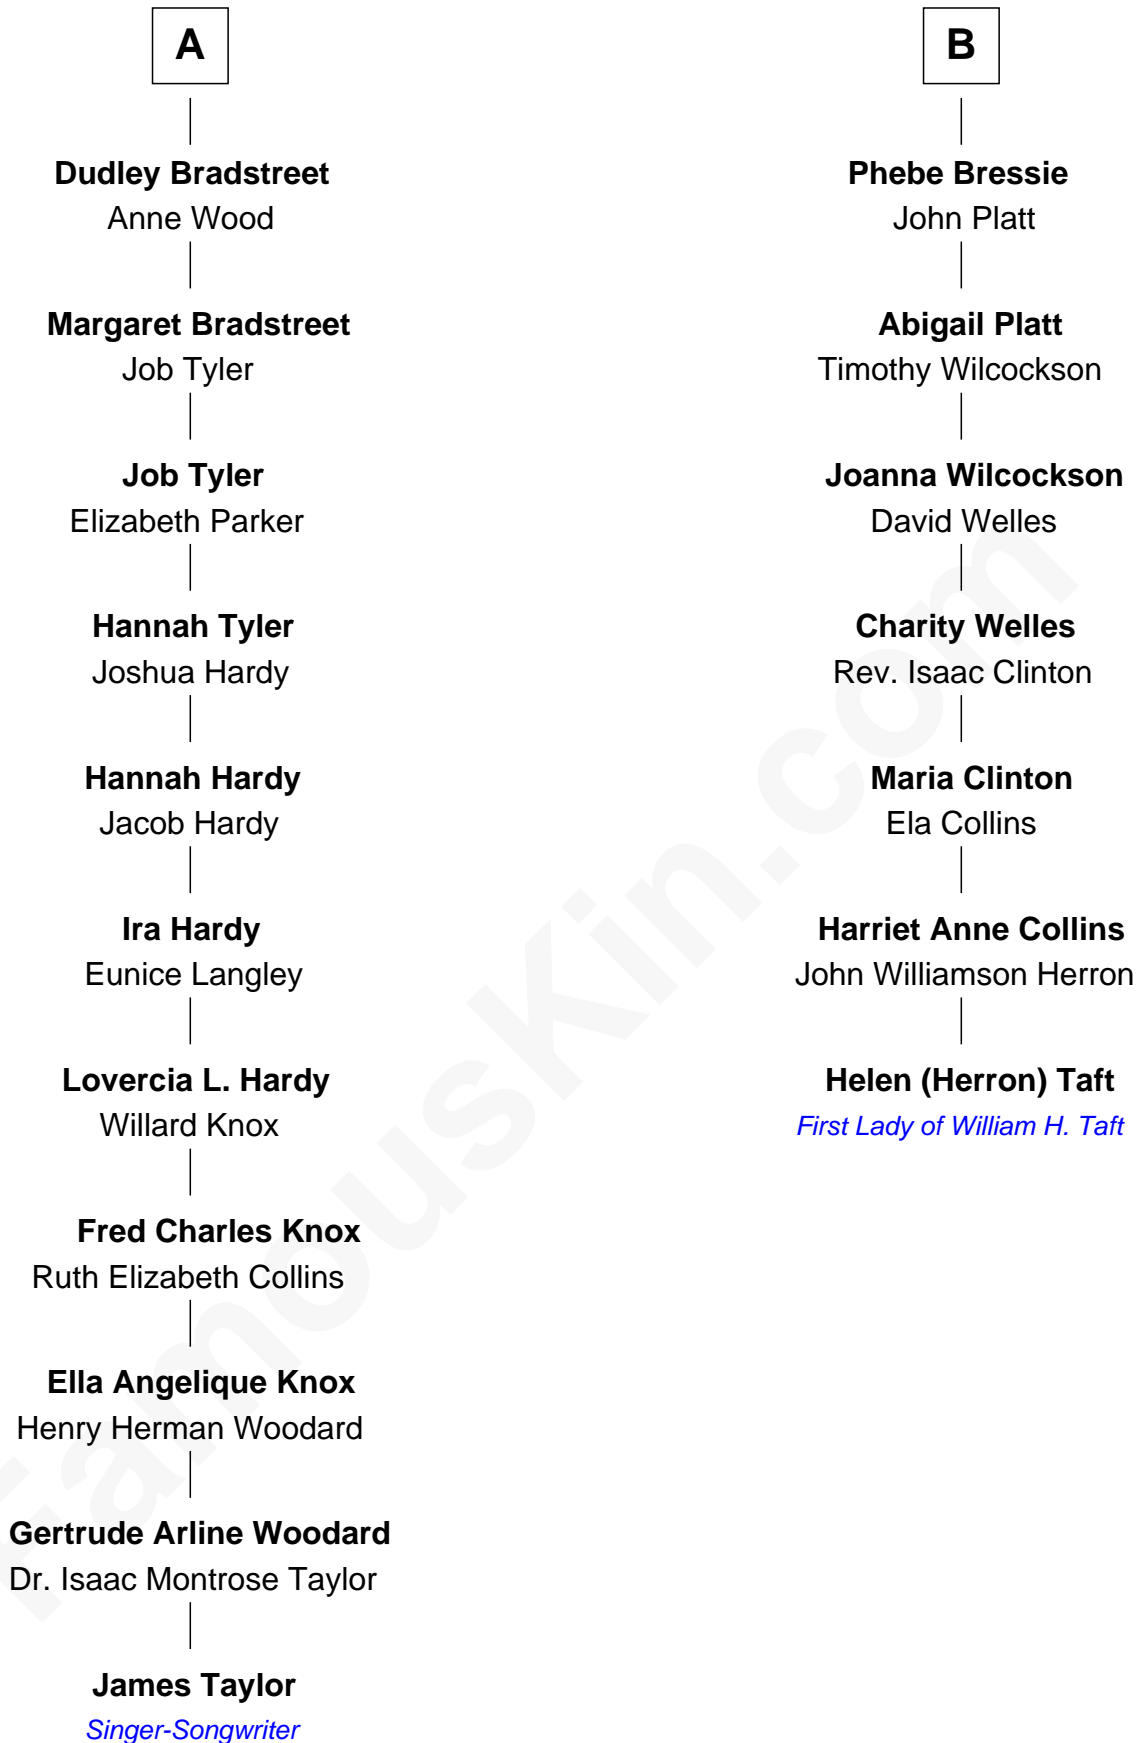 A
Dudley Bradstreet
Anne Wood
Margaret Bradstreet
Job Tyler
Job Tyler
Elizabeth Parker
Hannah Tyler
Joshua Hardy
Hannah Hardy
Jacob Hardy
Ira Hardy
Eunice Langley
Lovercia L. Hardy
Willard Knox
Fred Charles Knox
Ruth Elizabeth Collins
Ella Angelique Knox
Henry Herman Woodard
Gertrude Arline Woodard
Dr. Isaac Montrose Taylor
James Taylor
Singer-Songwriter
B
Phebe Bressie
John Platt
Abigail Platt
Timothy Wilcockson
Joanna Wilcockson
David Welles
Charity Welles
Rev. Isaac Clinton
Maria Clinton
Ela Collins
Harriet Anne Collins
John Williamson Herron
Helen (Herron) Taft
First Lady of William H. Taft
FamousKin.com